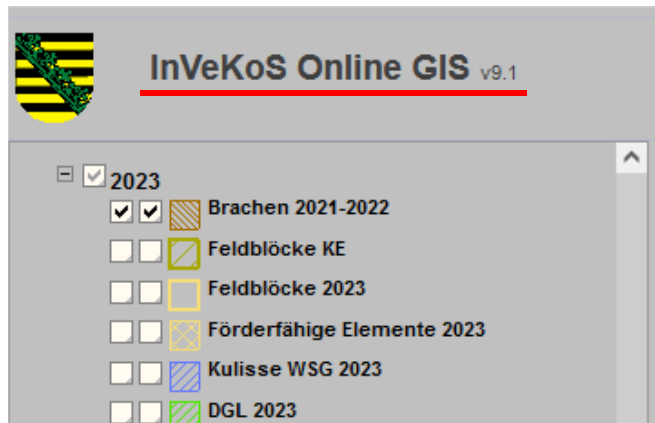 InVeKoS Online GIS v9.1
2023
Brachen 2021-2022
Feldblöcke KE
Feldblöcke 2023
Förderfähige Elemente 2023
Kulisse WSG 2023
DGL 2023